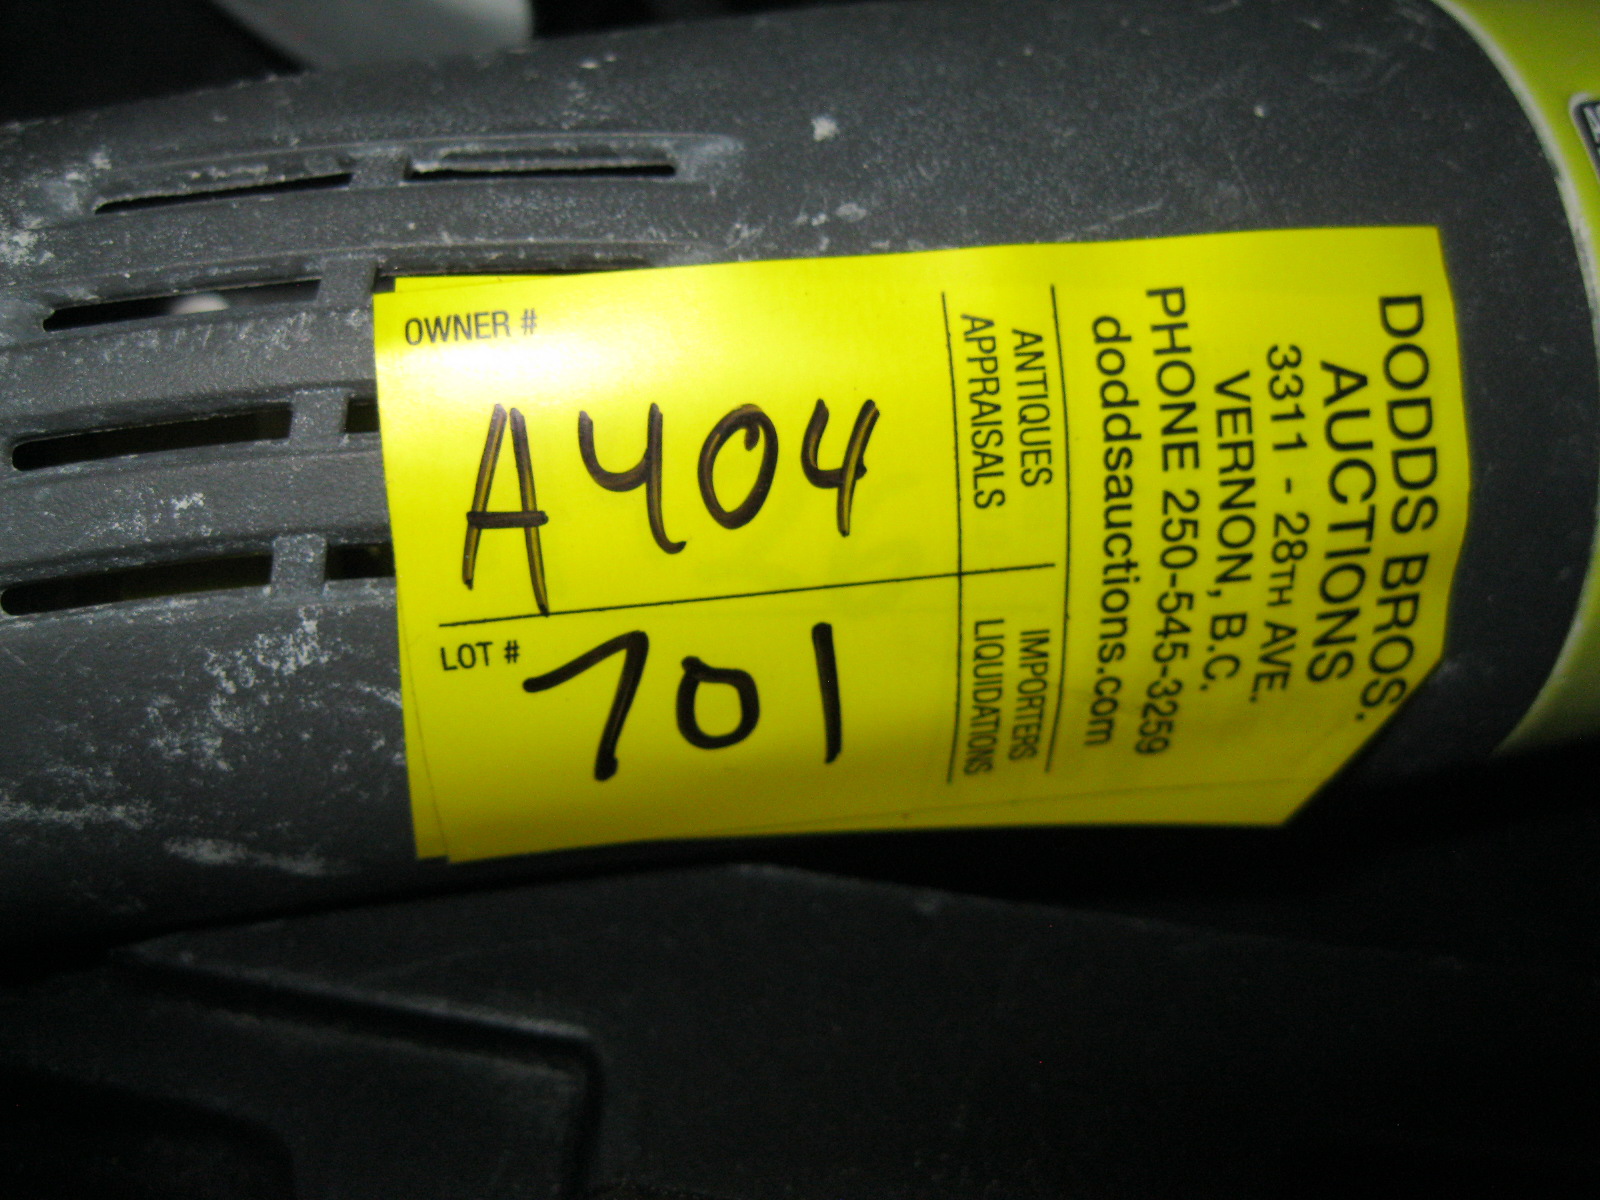 DODDS BROS.
AUCTIONS
3311 - 28TH AVE.
VERNON, B.C.
PHONE 250-545-3259
doddsauctions.com
ANTIQUES
APPRAISALS
IMPORTERS
LIQUIDATIONS
OWNER #
A404
LOT #
701